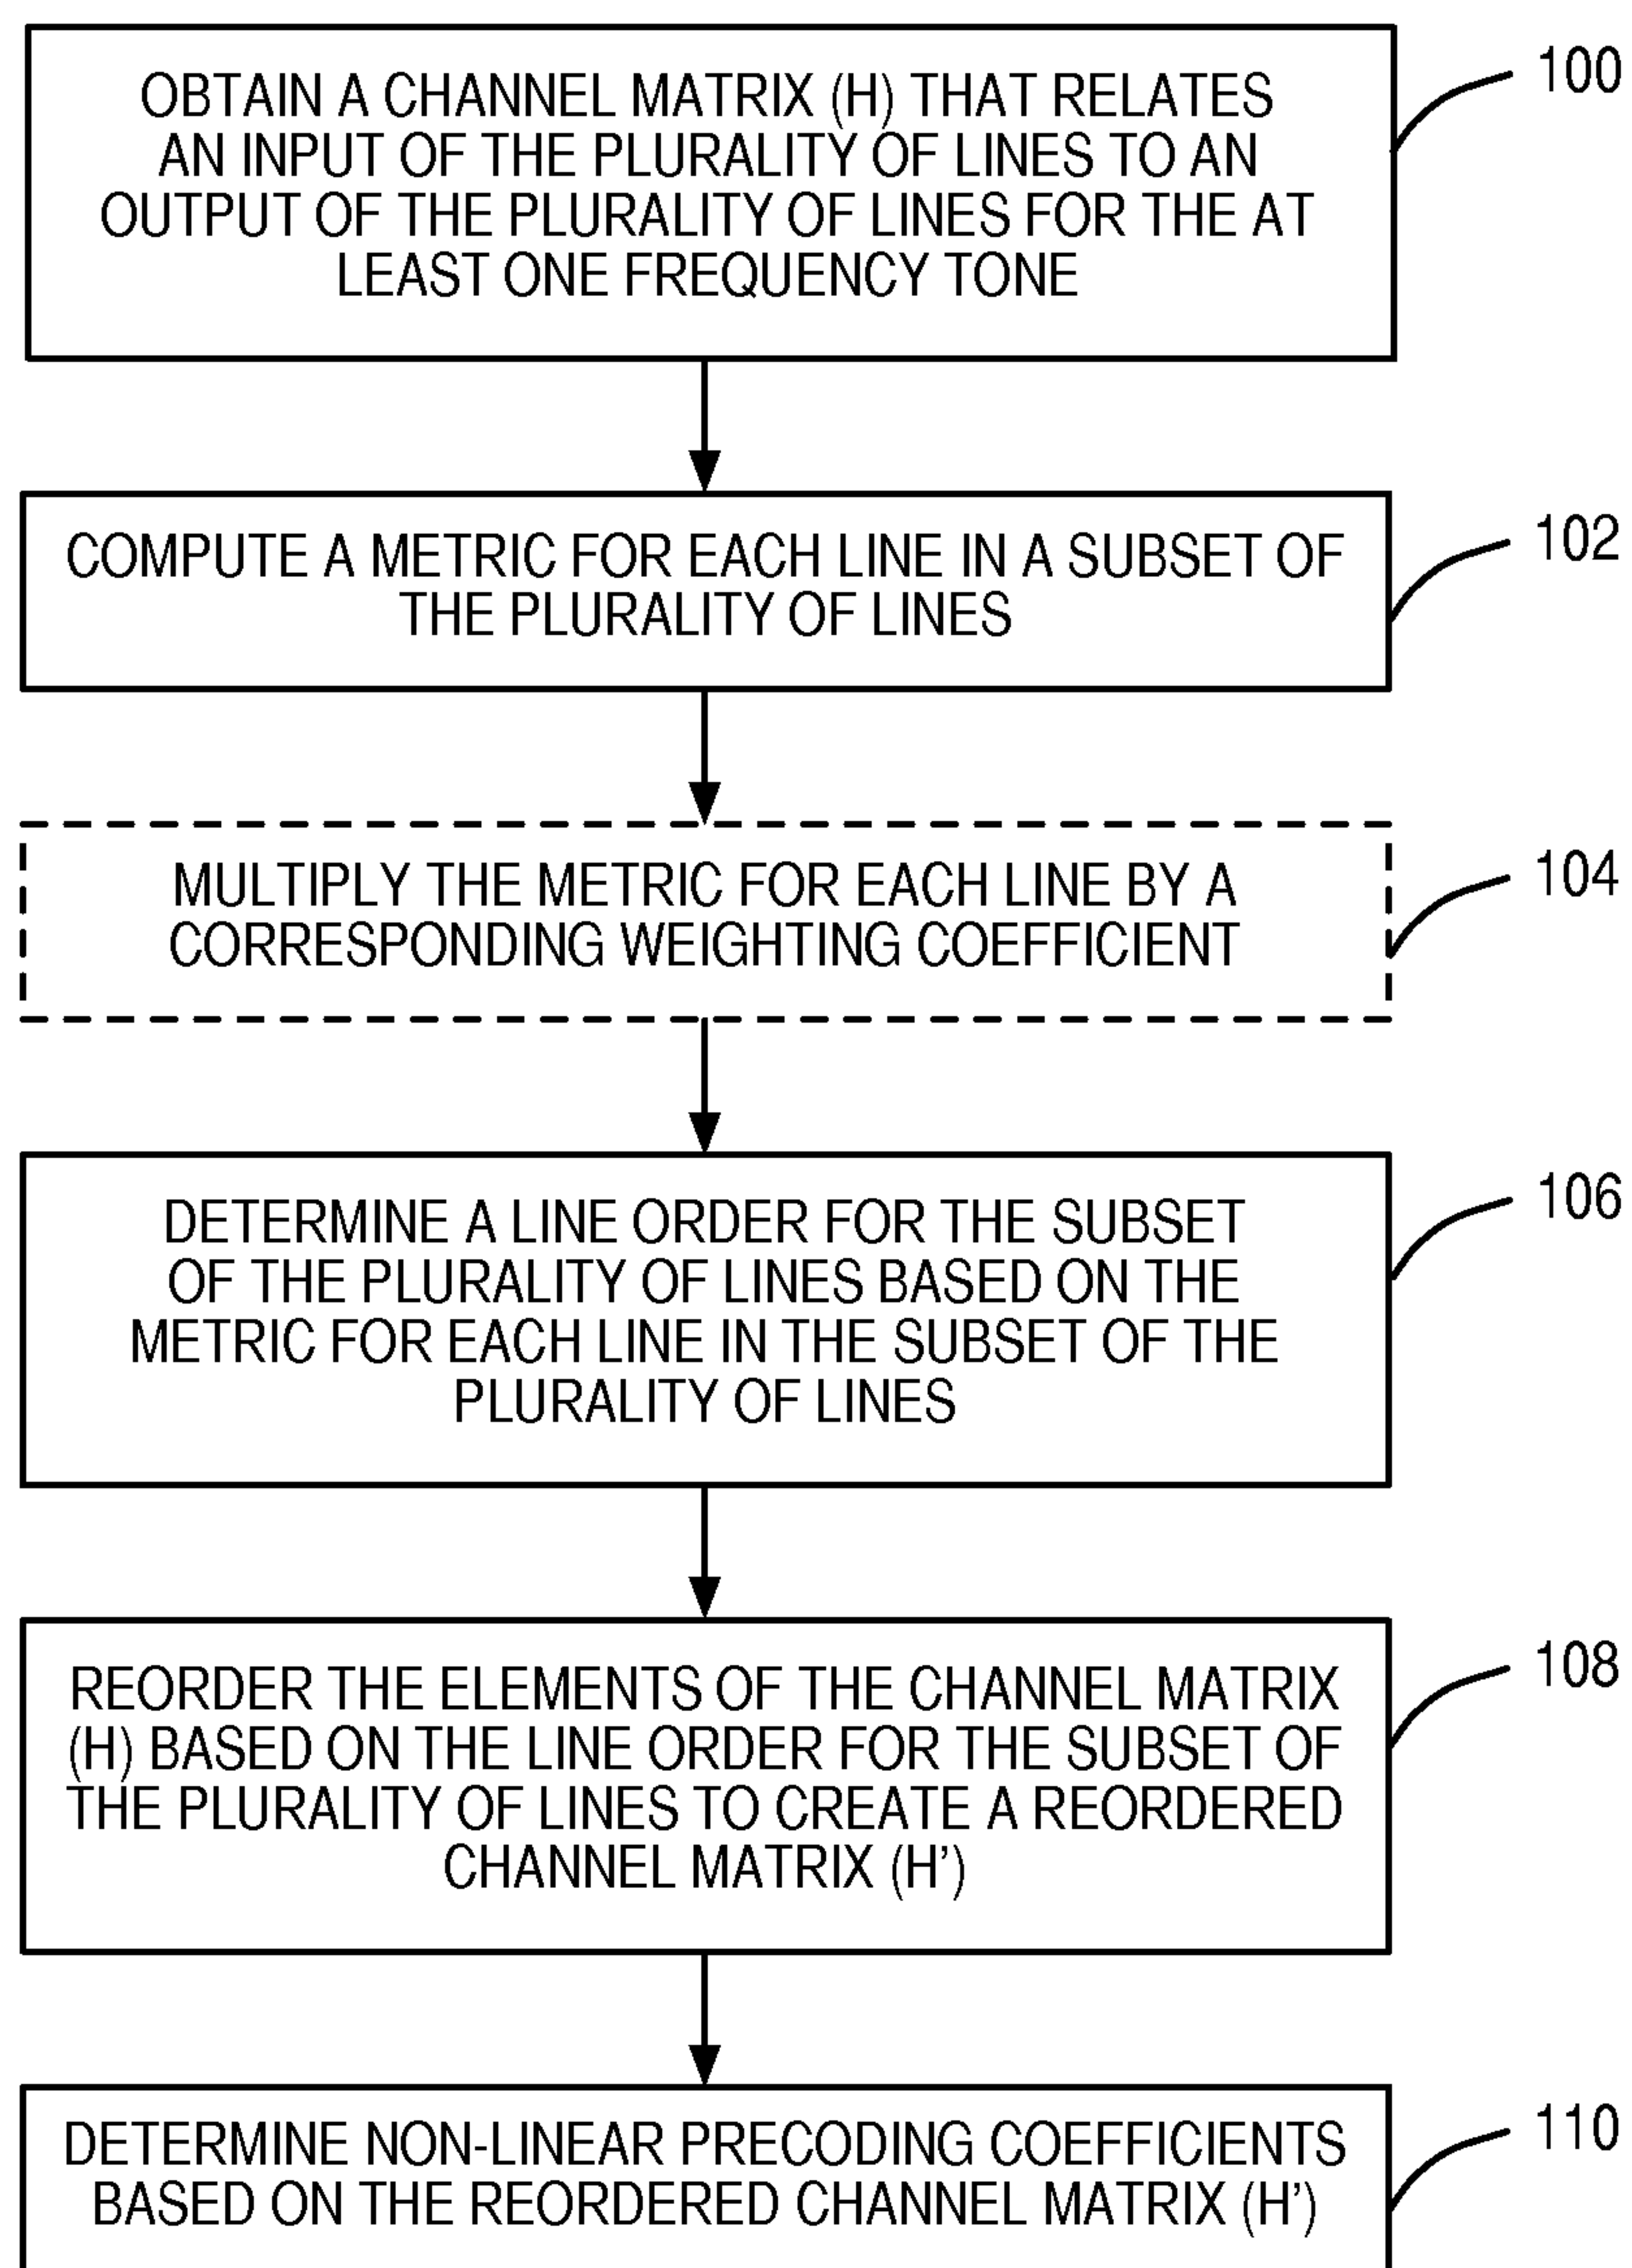 OBTAIN A CHANNEL MATRIX (H) THAT RELATES
AN INPUT OF THE PLURALITY OF LINES TO AN
OUTPUT OF THE PLURALITY OF LINES FOR THE AT
LEAST ONE FREQUENCY TONE
100
COMPUTE A METRIC FOR EACH LINE IN A SUBSET OF
THE PLURALITY OF LINES
102
MULTIPLY THE METRIC FOR EACH LINE BY A
CORRESPONDING WEIGHTING COEFFICIENT
104
DETERMINE A LINE ORDER FOR THE SUBSET
OF THE PLURALITY OF LINES BASED ON THE
METRIC FOR EACH LINE IN THE SUBSET OF THE
PLURALITY OF LINES
106
REORDER THE ELEMENTS OF THE CHANNEL MATRIX
(H) BASED ON THE LINE ORDER FOR THE SUBSET OF
THE PLURALITY OF LINES TO CREATE A REORDERED
CHANNEL MATRIX (H')
108
DETERMINE NON-LINEAR PRECODING COEFFICIENTS
BASED ON THE REORDERED CHANNEL MATRIX (H')
110